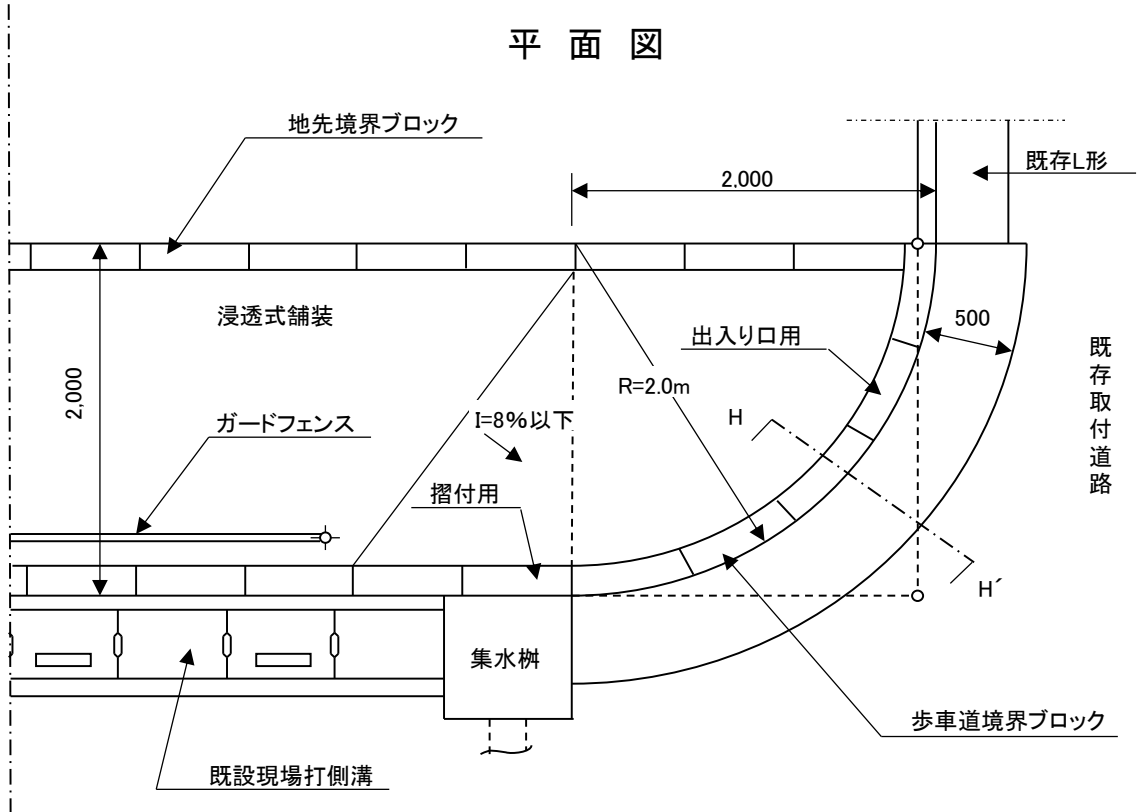 平 面 図
地先境界ブロック
既存L形
2,000
浸透式舗装
出入り口用
500
既存取付道路
2,000
R=2.0m
ガードフェンス
I=8%以下
H
摺付用
H´
集水桝
歩車道境界ブロック
既設現場打側溝